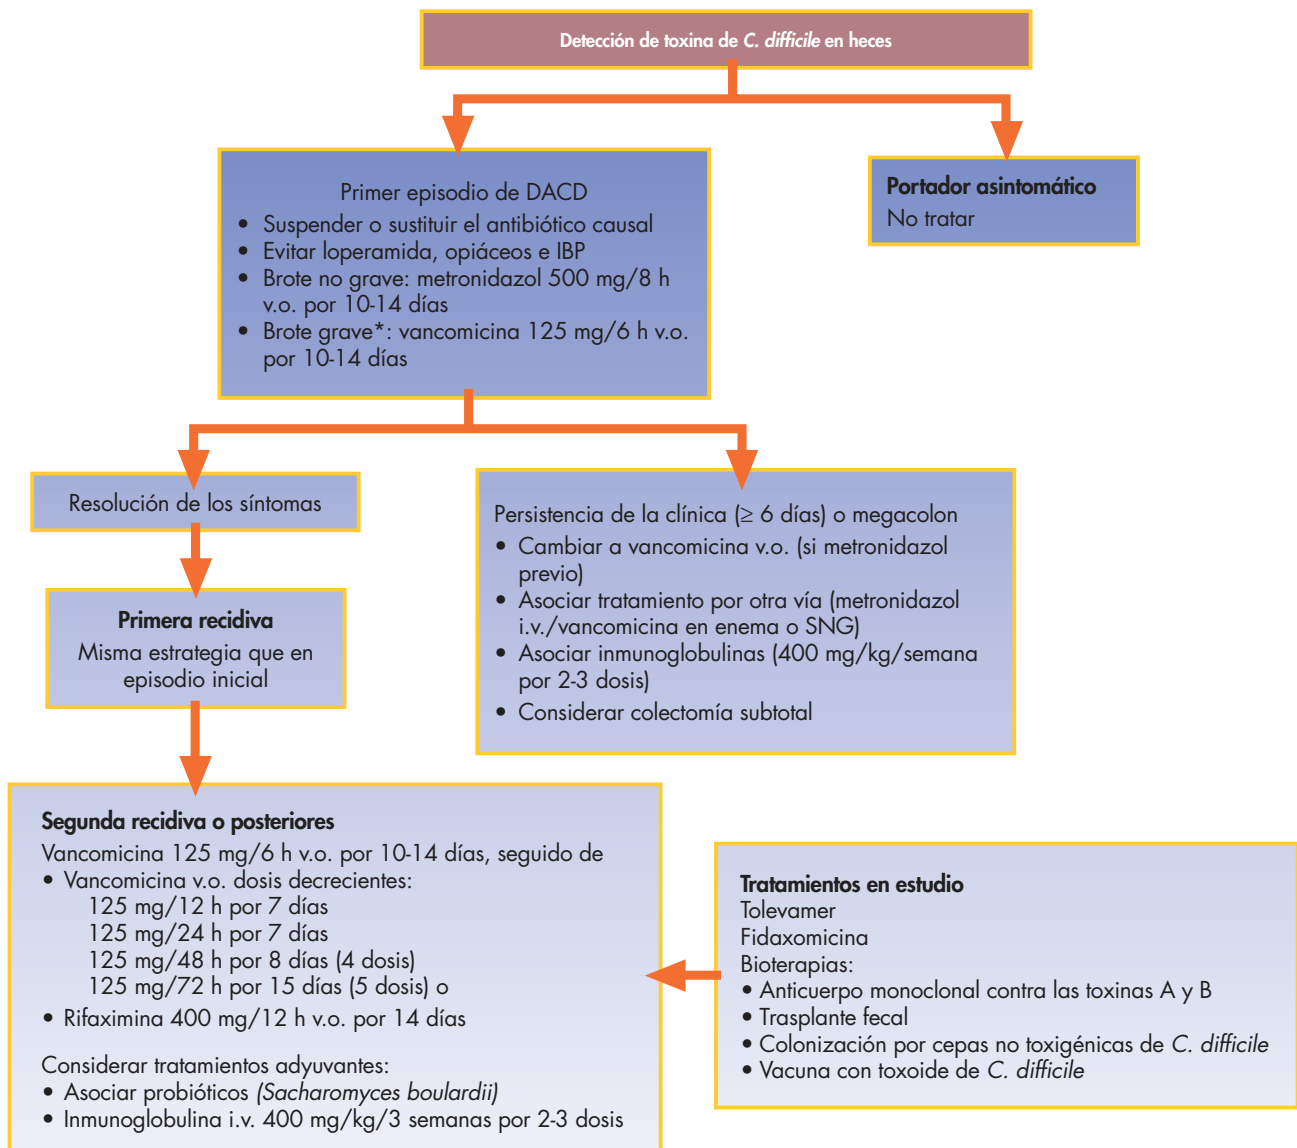 Detección de toxina de C. difficile en heces
Primer episodio de DACD
• Suspender o sustituir el antibiótico causal
• Evitar loperamida, opiáceos e IBP
• Brote no grave: metronidazol 500 mg/8 h
v.o. por 10-14 días
• Brote grave*: vancomicina 125 mg/6 h v.o.
por 10-14 días
Portador asintomático
No tratar
Resolución de los síntomas
Persistencia de la clínica (≥ 6 días) o megacolon
• Cambiar a vancomicina v.o. (si metronidazol
previo)
• Asociar tratamiento por otra vía (metronidazol
i.v./vancomicina en enema o SNG)
• Asociar inmunoglobulinas (400 mg/kg/semana
por 2-3 dosis)
• Considerar colectomía subtotal
Primera recidiva
Misma estrategia que en
episodio inicial
Segunda recidiva o posteriores
Vancomicina 125 mg/6 h v.o. por 10-14 días, seguido de
• Vancomicina v.o. dosis decrecientes:
125 mg/12 h por 7 días
125 mg/24 h por 7 días
125 mg/48 h por 8 días (4 dosis)
125 mg/72 h por 15 días (5 dosis) o
• Rifaximina 400 mg/12 h v.o. por 14 días
Considerar tratamientos adyuvantes:
• Asociar probióticos (Sacharomyces boulardii)
• Inmunoglobulina i.v. 400 mg/kg/3 semanas por 2-3 dosis
Tratamientos en estudio
Tolevamer
Fidaxomicina
Bioterapias:
• Anticuerpo monoclonal contra las toxinas A y B
• Trasplante fecal
• Colonización por cepas no toxigénicas de C. difficile
• Vacuna con toxoide de C. difficile